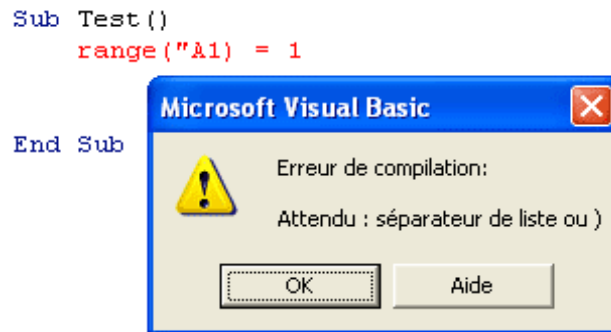 Sub Test()
range("A1) = 1
Microsoft Visual Basic
End Sub
Erreur de compilation:
Attendu : séparateur de liste ou )
OK
Aide